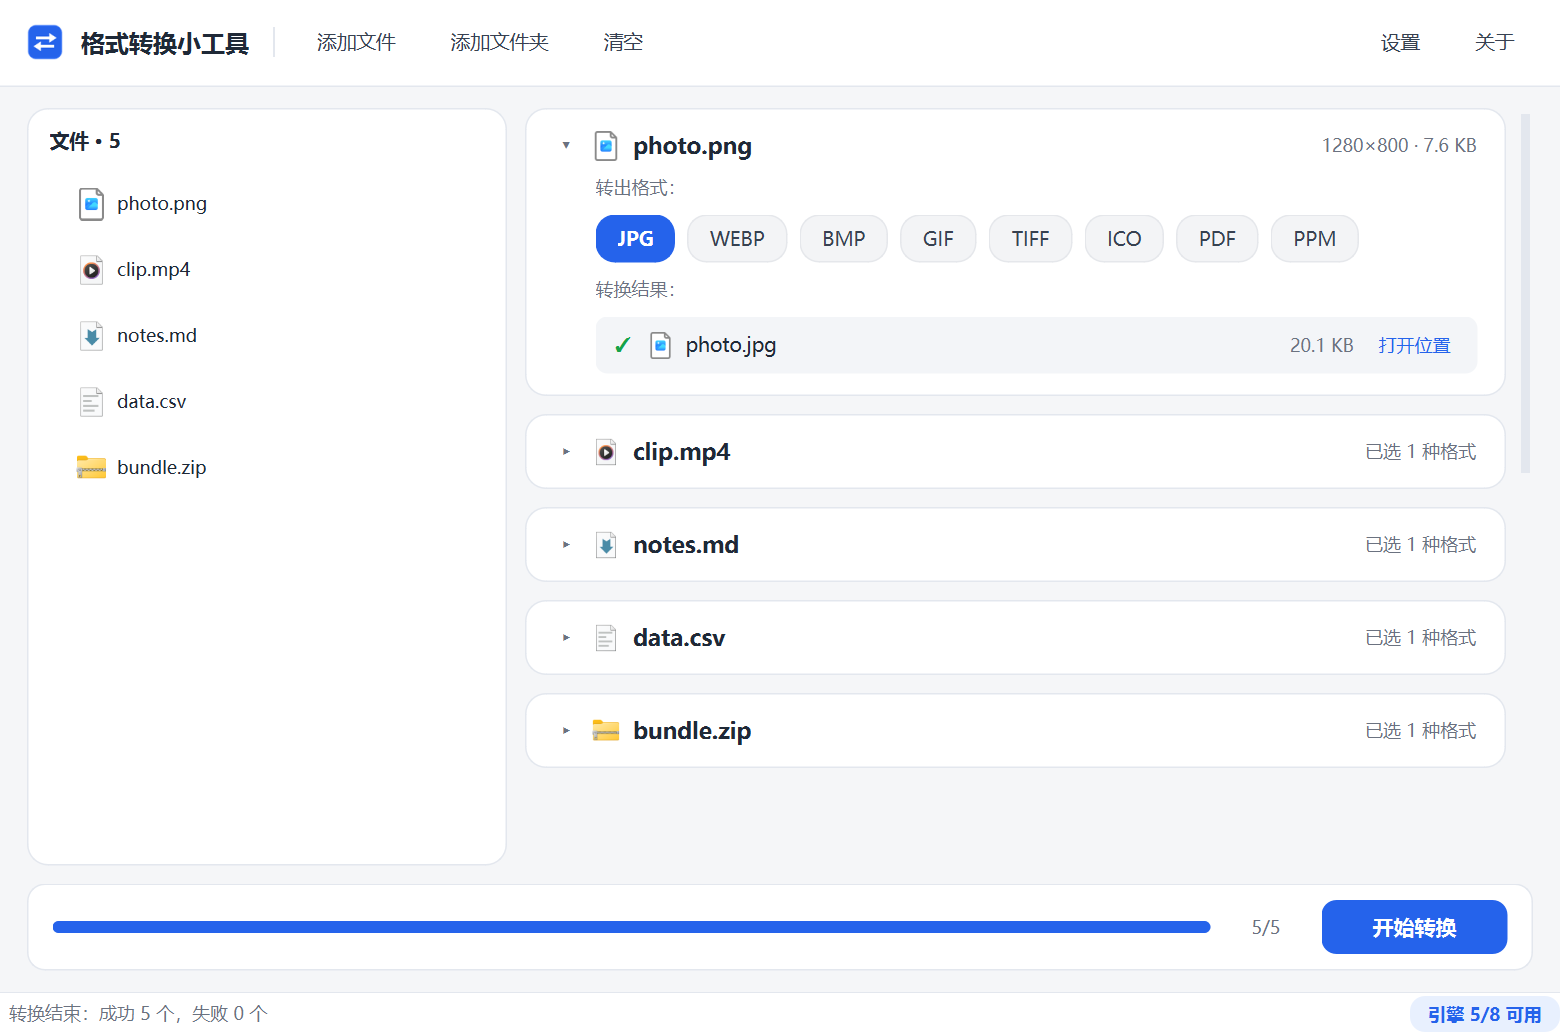 格式转换小工具
添加文件 添加文件夹 清空 设置 关于
文件 • 5
photo.png
clip.mp4
notes.md
data.csv
bundle.zip
photo.png 1280×800 · 7.6 KB
转出格式：
JPG WEBP BMP GIF TIFF ICO PDF PPM
转换结果：
✓ photo.jpg 20.1 KB 打开位置
clip.mp4 已选 1 种格式
notes.md 已选 1 种格式
data.csv 已选 1 种格式
bundle.zip 已选 1 种格式
5/5 开始转换
转换结束：成功 5 个，失败 0 个 引擎 5/8 可用